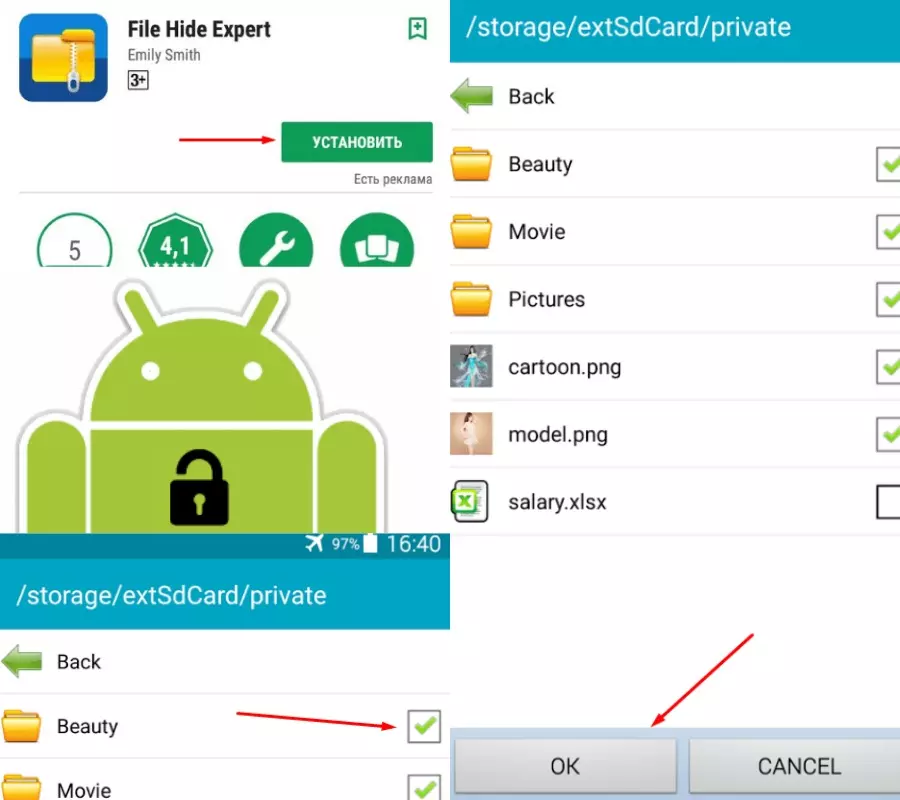 File Hide Expert
Emily Smith
3+
УСТАНОВИТЬ
Есть реклама
5
4,1
16:40
97%
/storage/extSdCard/private
Back
Beauty
Movie
/storage/extSdCard/private
Back
Beauty
Movie
Pictures
cartoon.png
model.png
salary.xlsx
OK
CANCEL